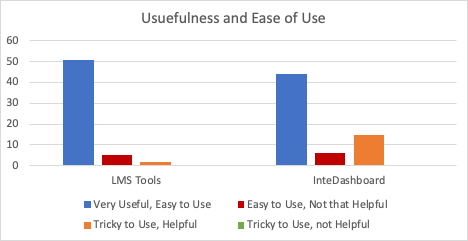 Usuefulness and Ease of Use
60
50
40
30
20
10
0
LMS Tools
InteDashboard
Very Useful, Easy to Use
Easy to Use, Not that Helpful
Tricky to Use, Helpful
Tricky to Use, not Helpful